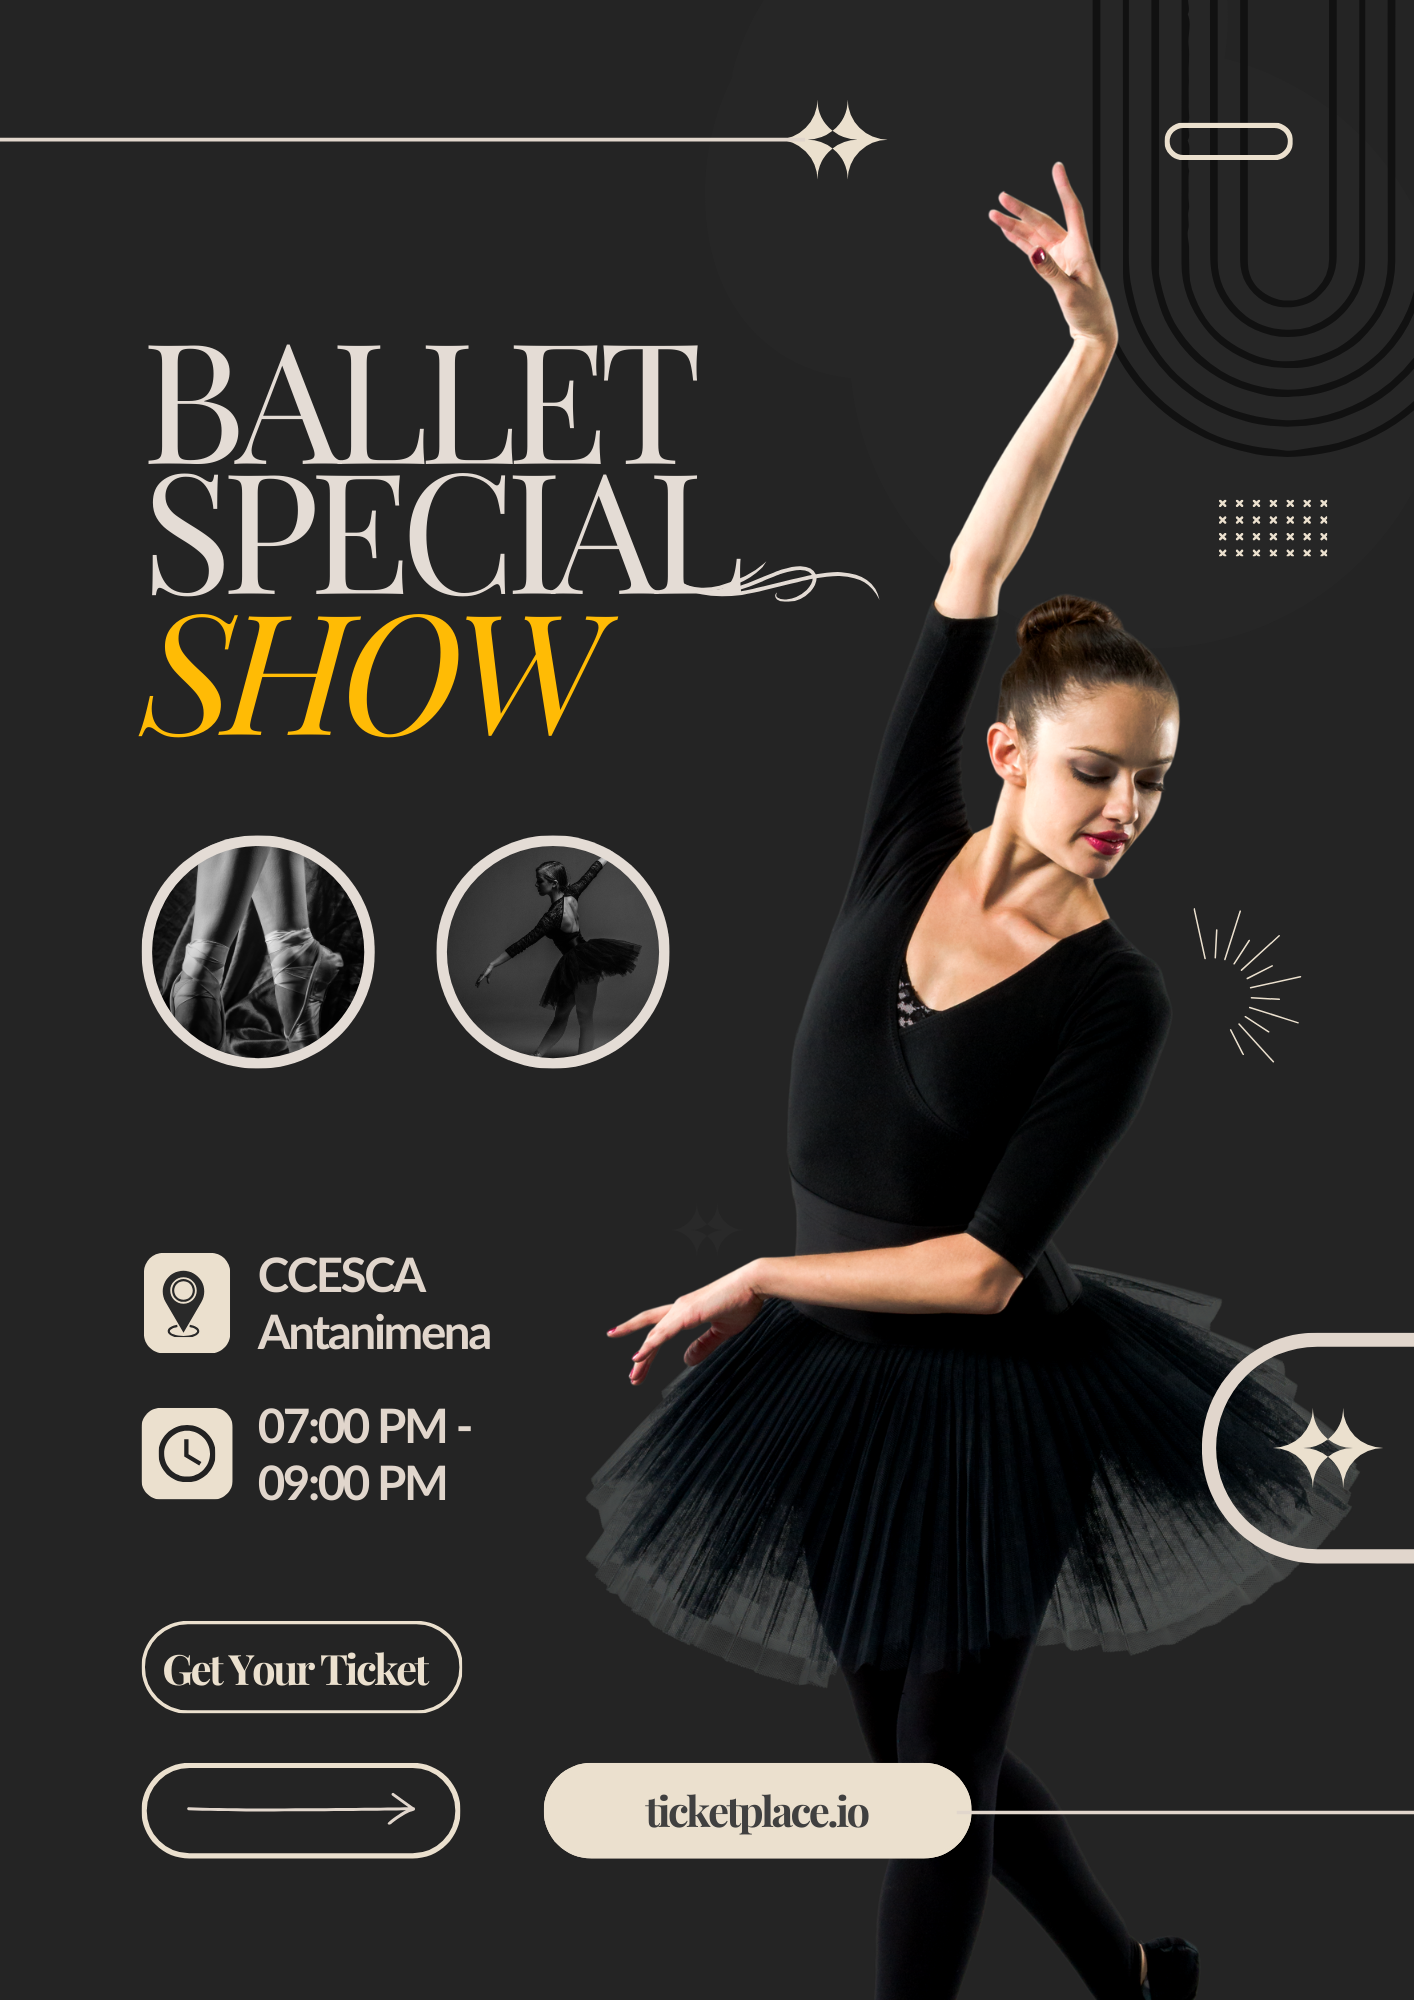 BALLET
SPECIAL
SHOW
CCESCA
Antanimena
07:00 PM -
09:00 PM
Get Your Ticket
ticketplace.io